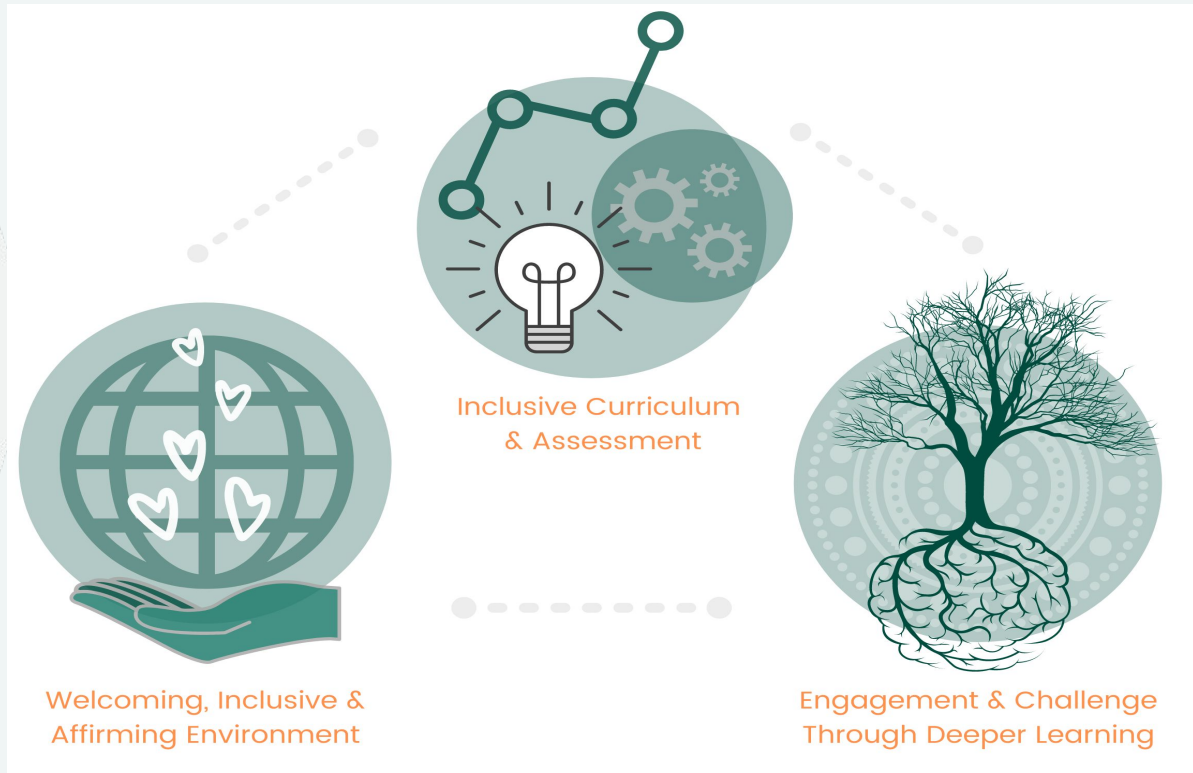 Inclusive Curriculum
& Assessment
Welcoming, Inclusive &
Affirming Environment
Engagement & Challenge
Through Deeper Learning